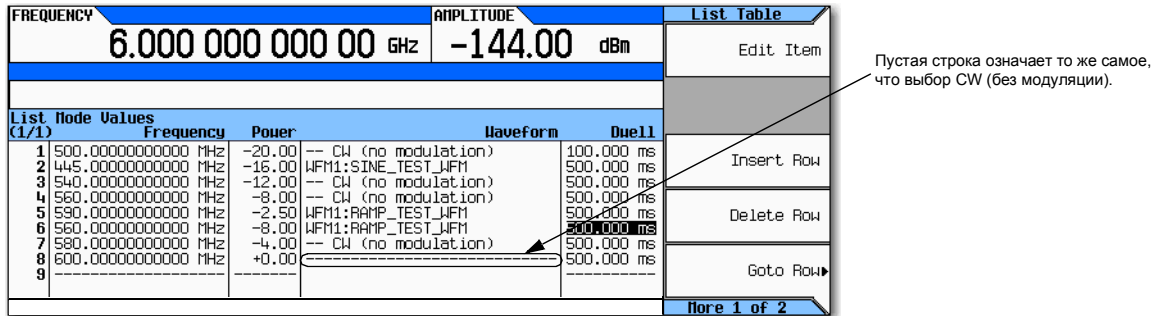 FREQUENCY AMPLITUDE List Table
6.000 000 000 00 GHz -144.00 dBm
Edit Item
Пустая строка означает то же самое,
что выбор CW (без модуляции).
List Mode Values
(1/1) Frequency Power Waveform Dwell
1 500.00000000000 MHz -20.00 -- CW (no modulation) 100.000 ms
2 445.00000000000 MHz -16.00 WFM1:SINE_TEST_WFM 500.000 ms
3 540.00000000000 MHz -12.00 -- CW (no modulation) 500.000 ms
4 560.00000000000 MHz -8.00 -- CW (no modulation) 500.000 ms
5 590.00000000000 MHz -2.50 WFM1:RAMP_TEST_WFM 500.000 ms
6 560.00000000000 MHz -8.00 WFM1:RAMP_TEST_WFM 500.000 ms
7 580.00000000000 MHz -4.00 -- CW (no modulation) 500.000 ms
8 600.00000000000 MHz +0.00 -------------------------- 500.000 ms
9 ------------------- ------- -------------------------- ----------
Insert Row
Delete Row
Goto Row
More 1 of 2